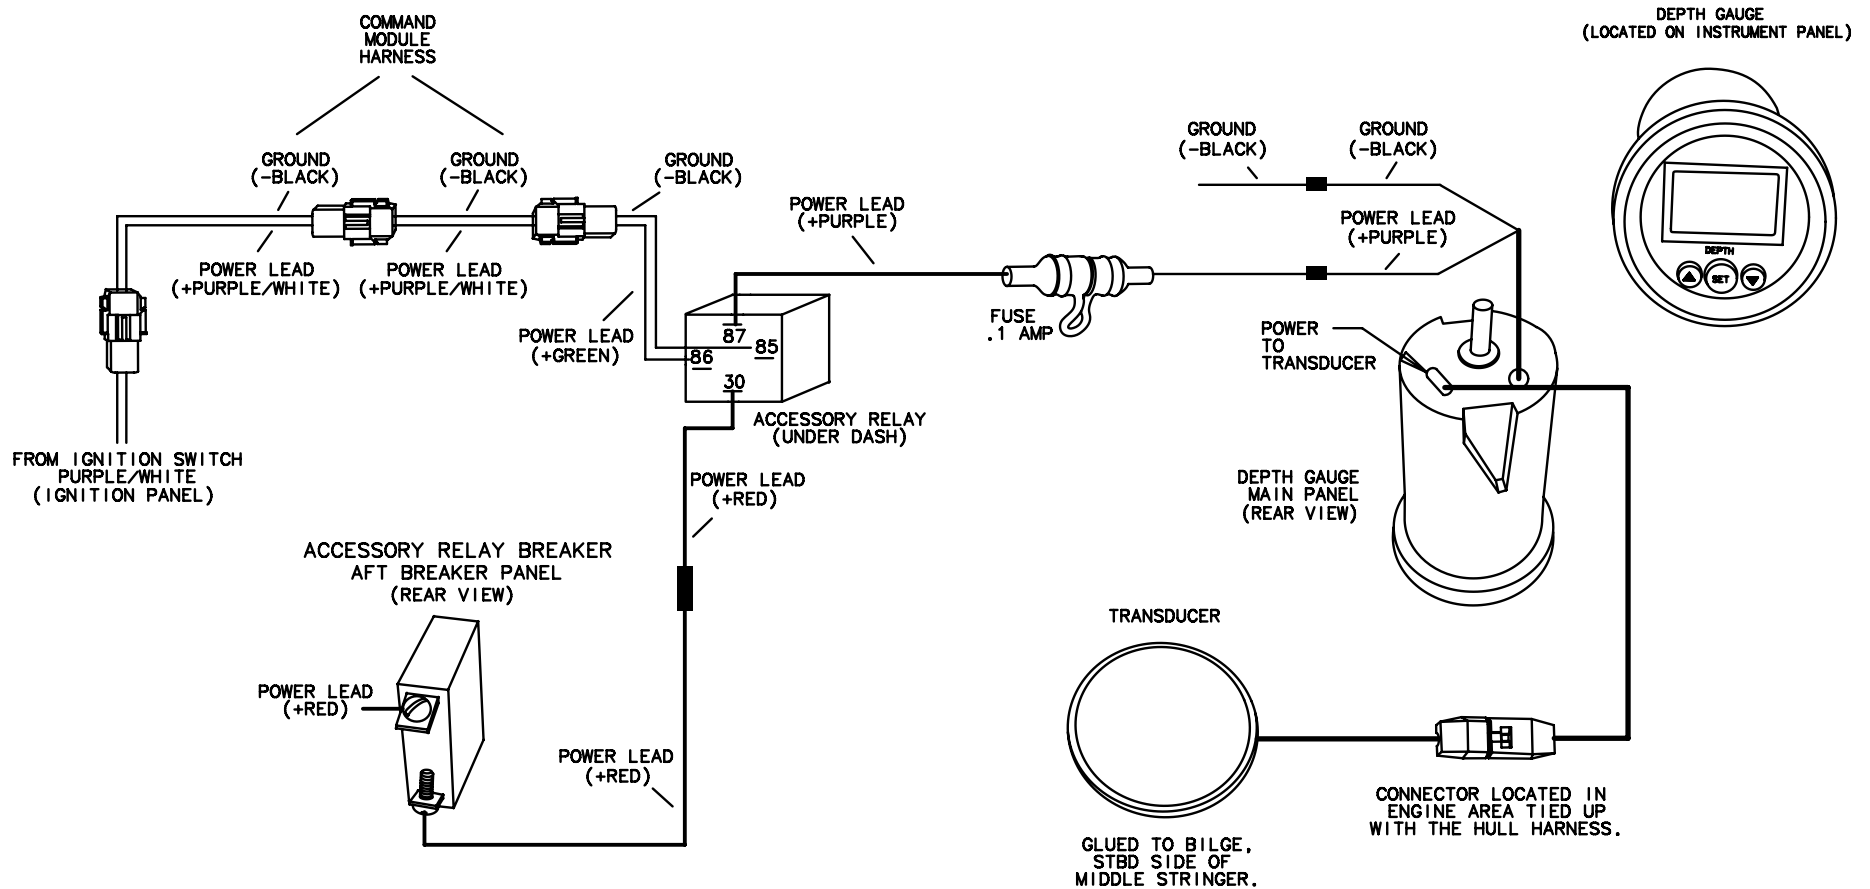 COMMAND
MODULE
HARNESS
DEPTH GAUGE
(LOCATED ON INSTRUMENT PANEL)
GROUND
(-BLACK)
GROUND
(-BLACK)
GROUND
(-BLACK)
GROUND
(-BLACK)
GROUND
(-BLACK)
POWER LEAD
(+PURPLE)
POWER LEAD
(+PURPLE)
POWER LEAD
(+PURPLE/WHITE)
POWER LEAD
(+PURPLE/WHITE)
DEPTH
SET
FUSE
.1 AMP
POWER LEAD
(+GREEN)
87
85
86
30
POWER
TO
TRANSDUCER
ACCESSORY RELAY
(UNDER DASH)
FROM IGNITION SWITCH
PURPLE/WHITE
(IGNITION PANEL)
POWER LEAD
(+RED)
DEPTH GAUGE
MAIN PANEL
(REAR VIEW)
ACCESSORY RELAY BREAKER
AFT BREAKER PANEL
(REAR VIEW)
TRANSDUCER
POWER LEAD
(+RED)
POWER LEAD
(+RED)
CONNECTOR LOCATED IN
ENGINE AREA TIED UP
WITH THE HULL HARNESS.
GLUED TO BILGE,
STBD SIDE OF
MIDDLE STRINGER.